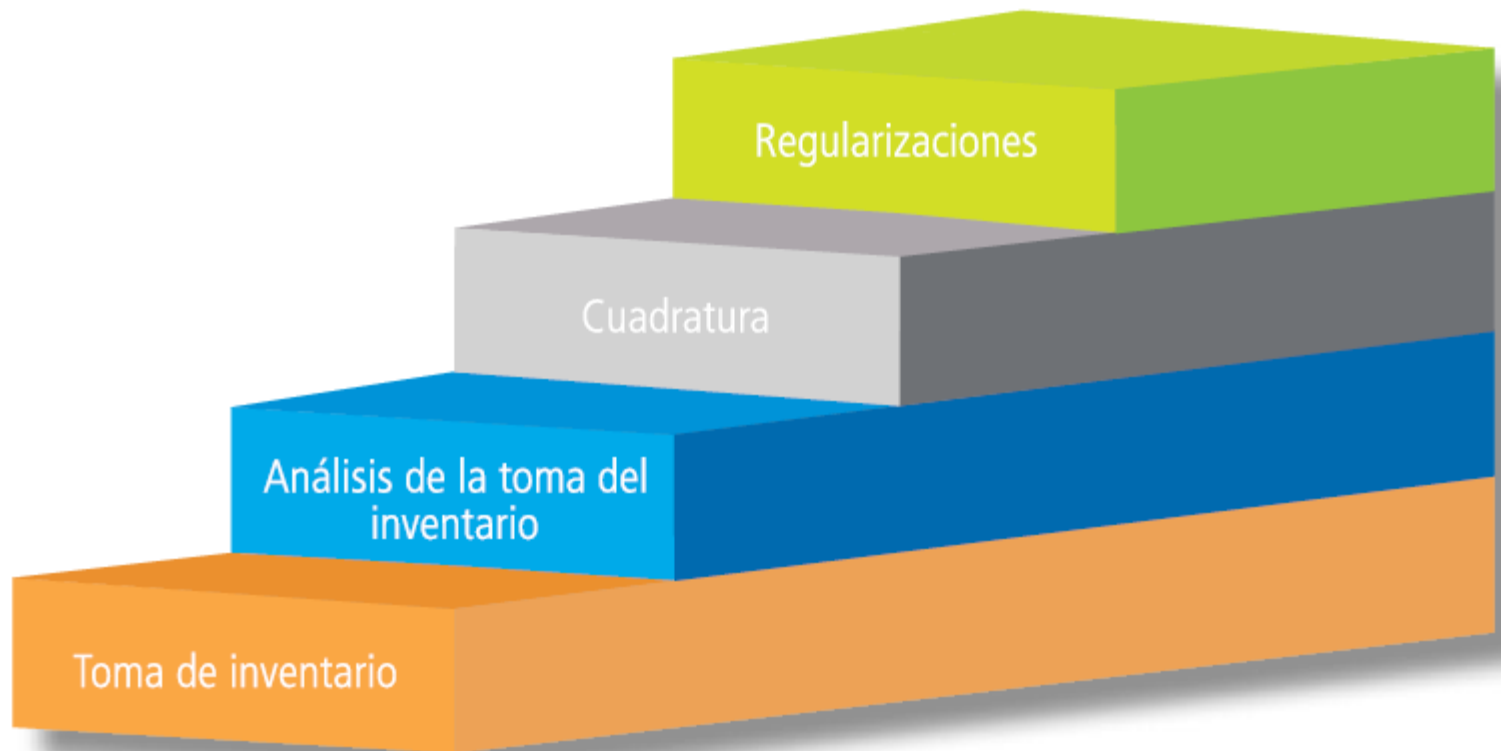 Regularizaciones
Cuadratura
Análisis de la toma del
inventario
Toma de inventario